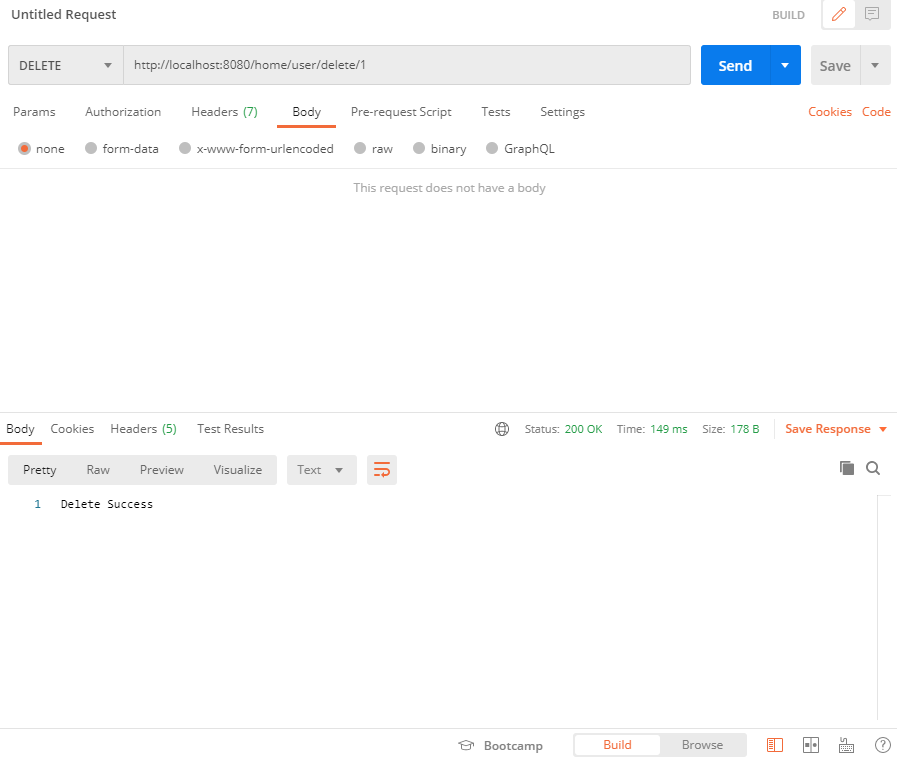 Untitled Request BUILD
DELETE http://localhost:8080/home/user/delete/1 Send Save
Params Authorization Headers (7) Body Pre-request Script Tests Settings Cookies Code
none form-data x-www-form-urlencoded raw binary GraphQL
This request does not have a body
Body Cookies Headers (5) Test Results Status: 200 OK Time: 149 ms Size: 178 B Save Response
Pretty Raw Preview Visualize Text
1 Delete Success
Bootcamp Build Browse